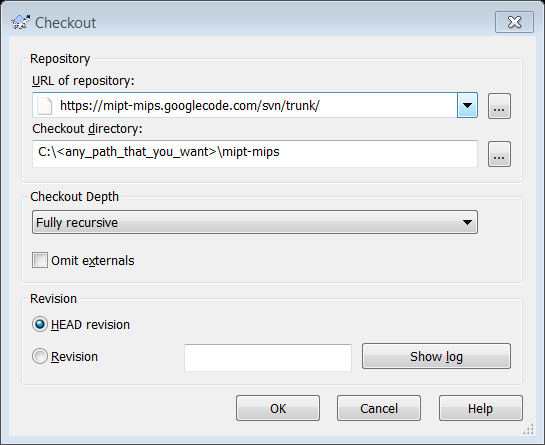 Checkout
Repository
URL of repository:
https://mipt-mips.googlecode.com/svn/trunk/
...
Checkout directory:
C:\<any_path_that_you_want>\mipt-mips
...
Checkout Depth
Fully recursive
Omit externals
Revision
HEAD revision
Revision
Show log
OK
Cancel
Help